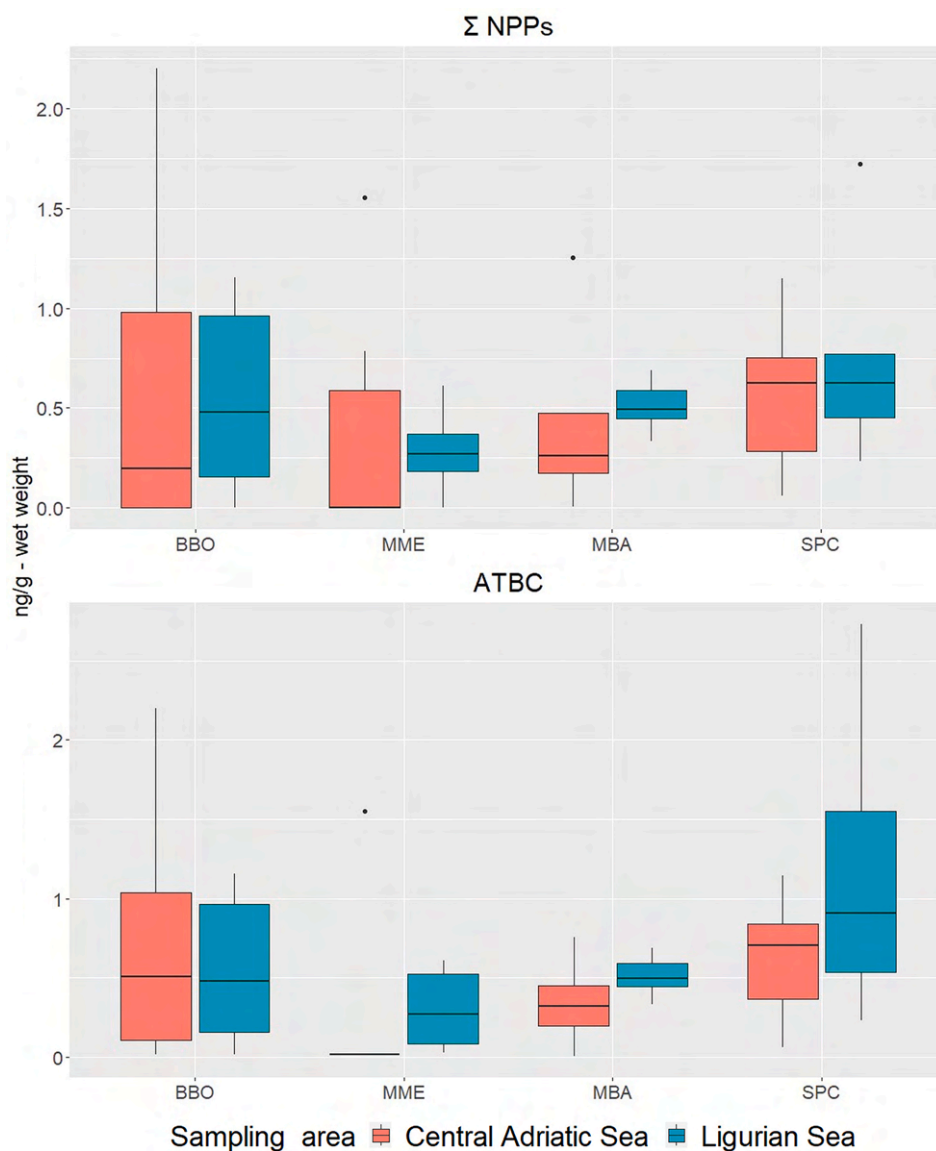 Σ NPPs
2.0
1.5
1.0
0.5
0.0
BBO MME MBA SPC
ng/g - wet weight
ATBC
2
1
0
BBO MME MBA SPC
Sampling area Central Adriatic Sea Ligurian Sea